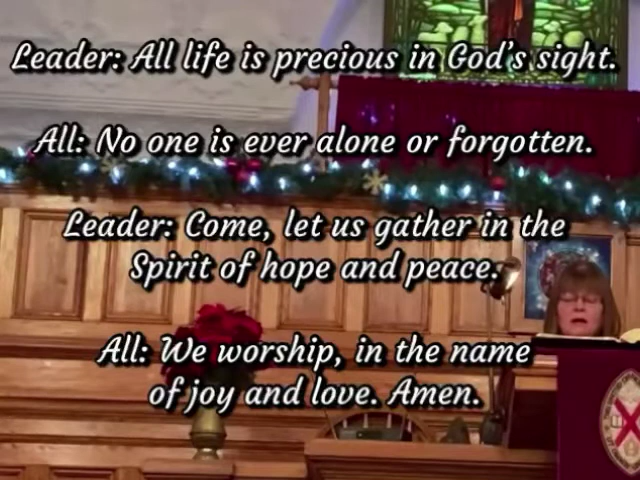 Leader: All life is precious in God's sight.
All: No one is ever alone or forgotten.
Leader: Come, let us gather in the
Spirit of hope and peace.
All: We worship, in the name
of joy and love. Amen.